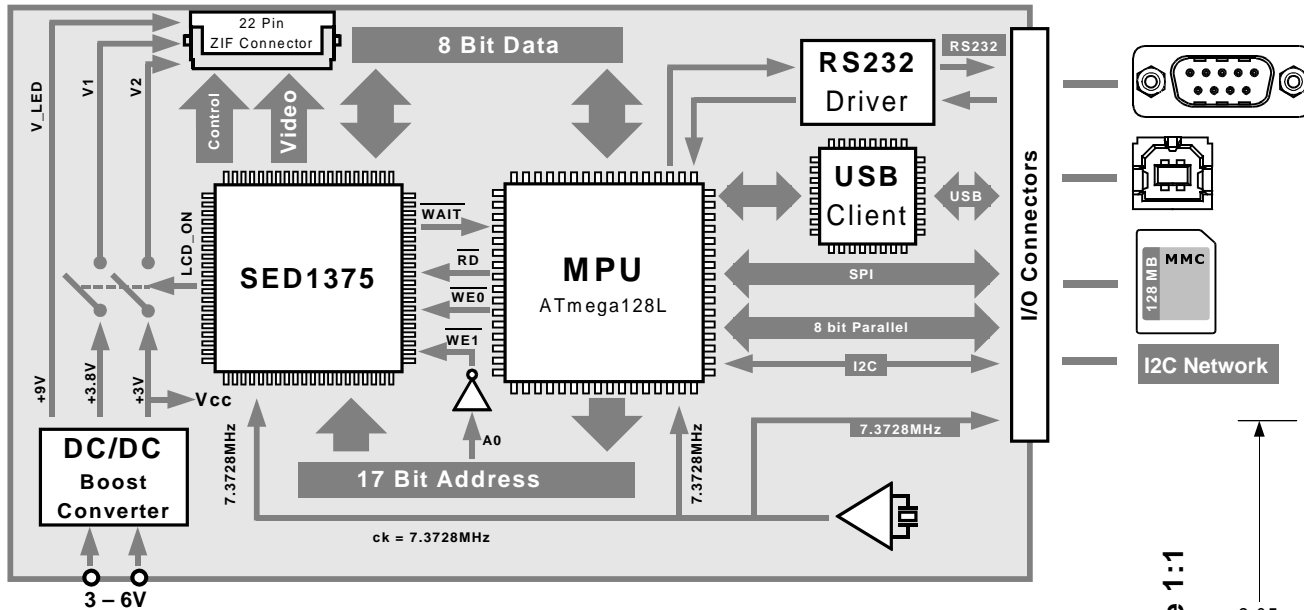 22 Pin
ZIF Connector
8 Bit Data
RS232
Driver
RS232
V_LED
V1
V2
Control
Video
USB
Client
USB
I/O Connectors
LCD_ON
SED1375
WAIT
RD
WE0
WE1
MPU
ATmega128L
SPI
8 bit Parallel
I2C
128 MB
MMC
I2C Network
+9V
+3.8V
+3V
Vcc
A0
7.3728MHz
7.3728MHz
7.3728MHz
DC/DC
Boost
Converter
17 Bit Address
ck = 7.3728MHz
3 – 6V
e 1:1